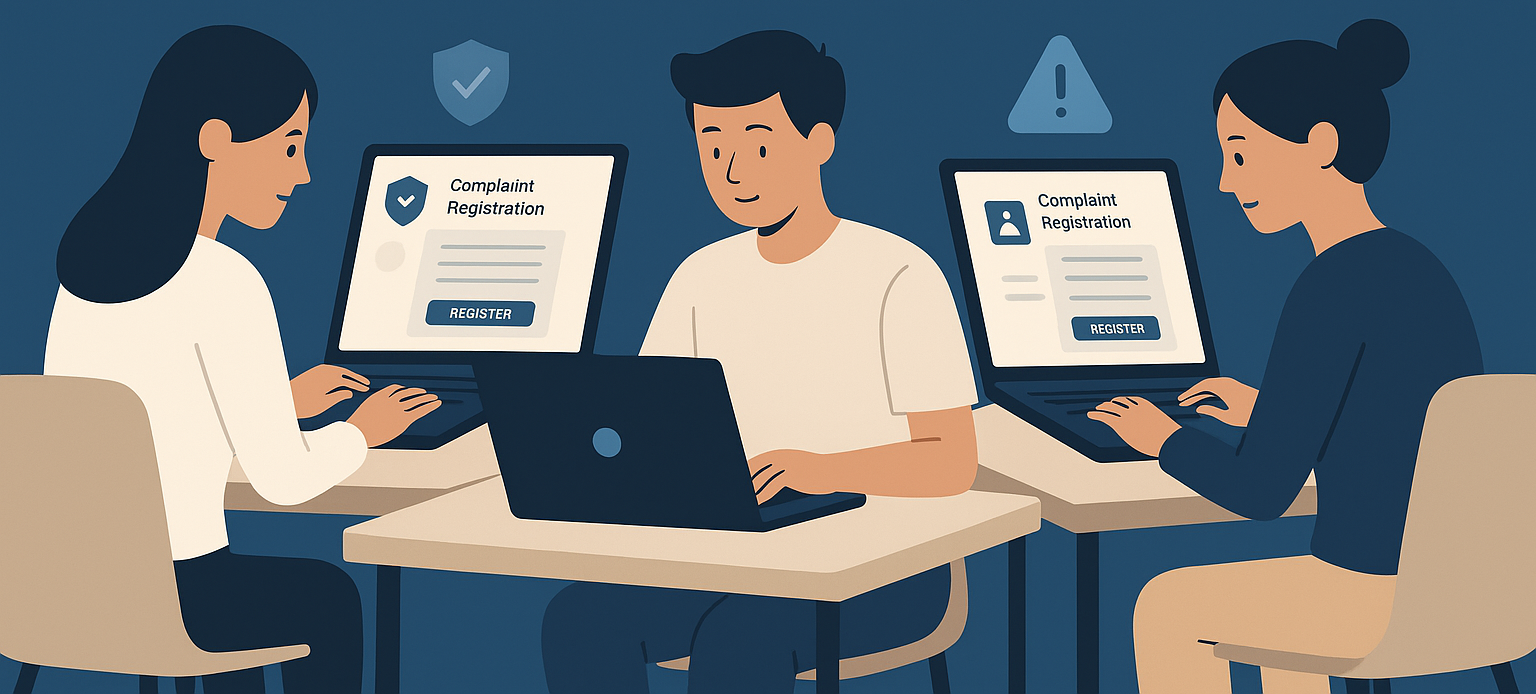 Complaint
Registration
REGISTER
Complaint
Registration
REGISTER